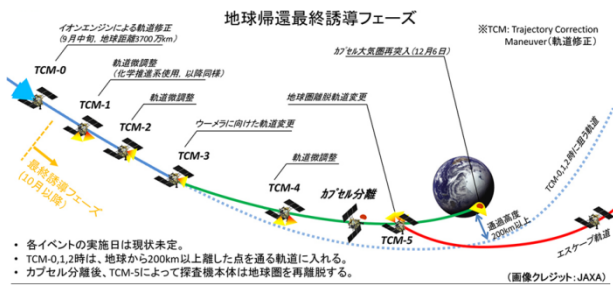 地球帰還最終誘導フェーズ
※TCM: Trajectory Correction
Maneuver(軌道修正)
イオンエンジンによる軌道修正
(9月中旬, 地球距離3700万km)
TCM-0
軌道微調整
(化学推進系使用, 以降同様)
TCM-1
軌道微調整
TCM-2
ウーメラに向けた軌道変更
TCM-3
軌道微調整
TCM-4
カプセル分離
地球圏離脱軌道変更
TCM-5
カプセル大気圏再突入(12月6日)
TCM-0,1,2時に狙う軌道
通過高度
200km以上
エスケープ軌道
最終誘導フェーズ
(10月以降)
• 各イベントの実施日は現状未定。
• TCM-0,1,2時は、地球から200km以上離した点を通る軌道に入れる。
• カプセル分離後、TCM-5によって探査機本体は地球圏を再離脱する。
(画像クレジット:JAXA)